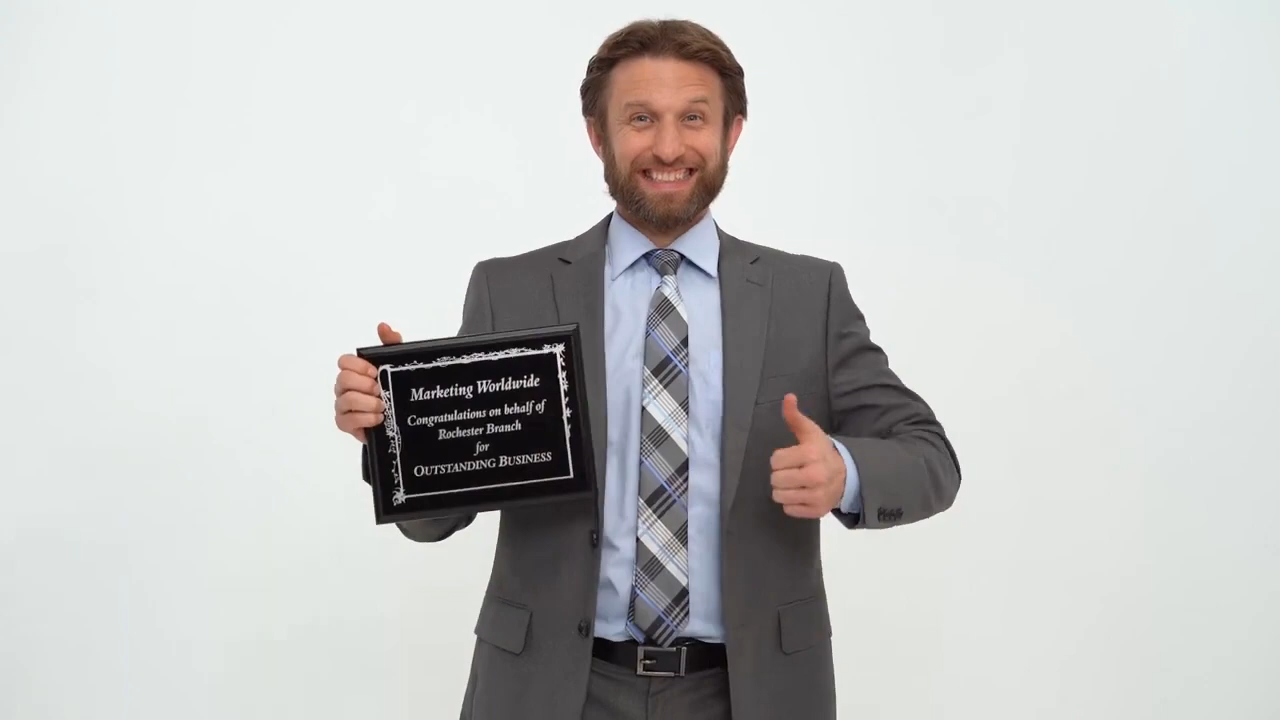 Marketing Worldwide
Congratulations on behalf of
Rochester Branch
for
OUTSTANDING BUSINESS